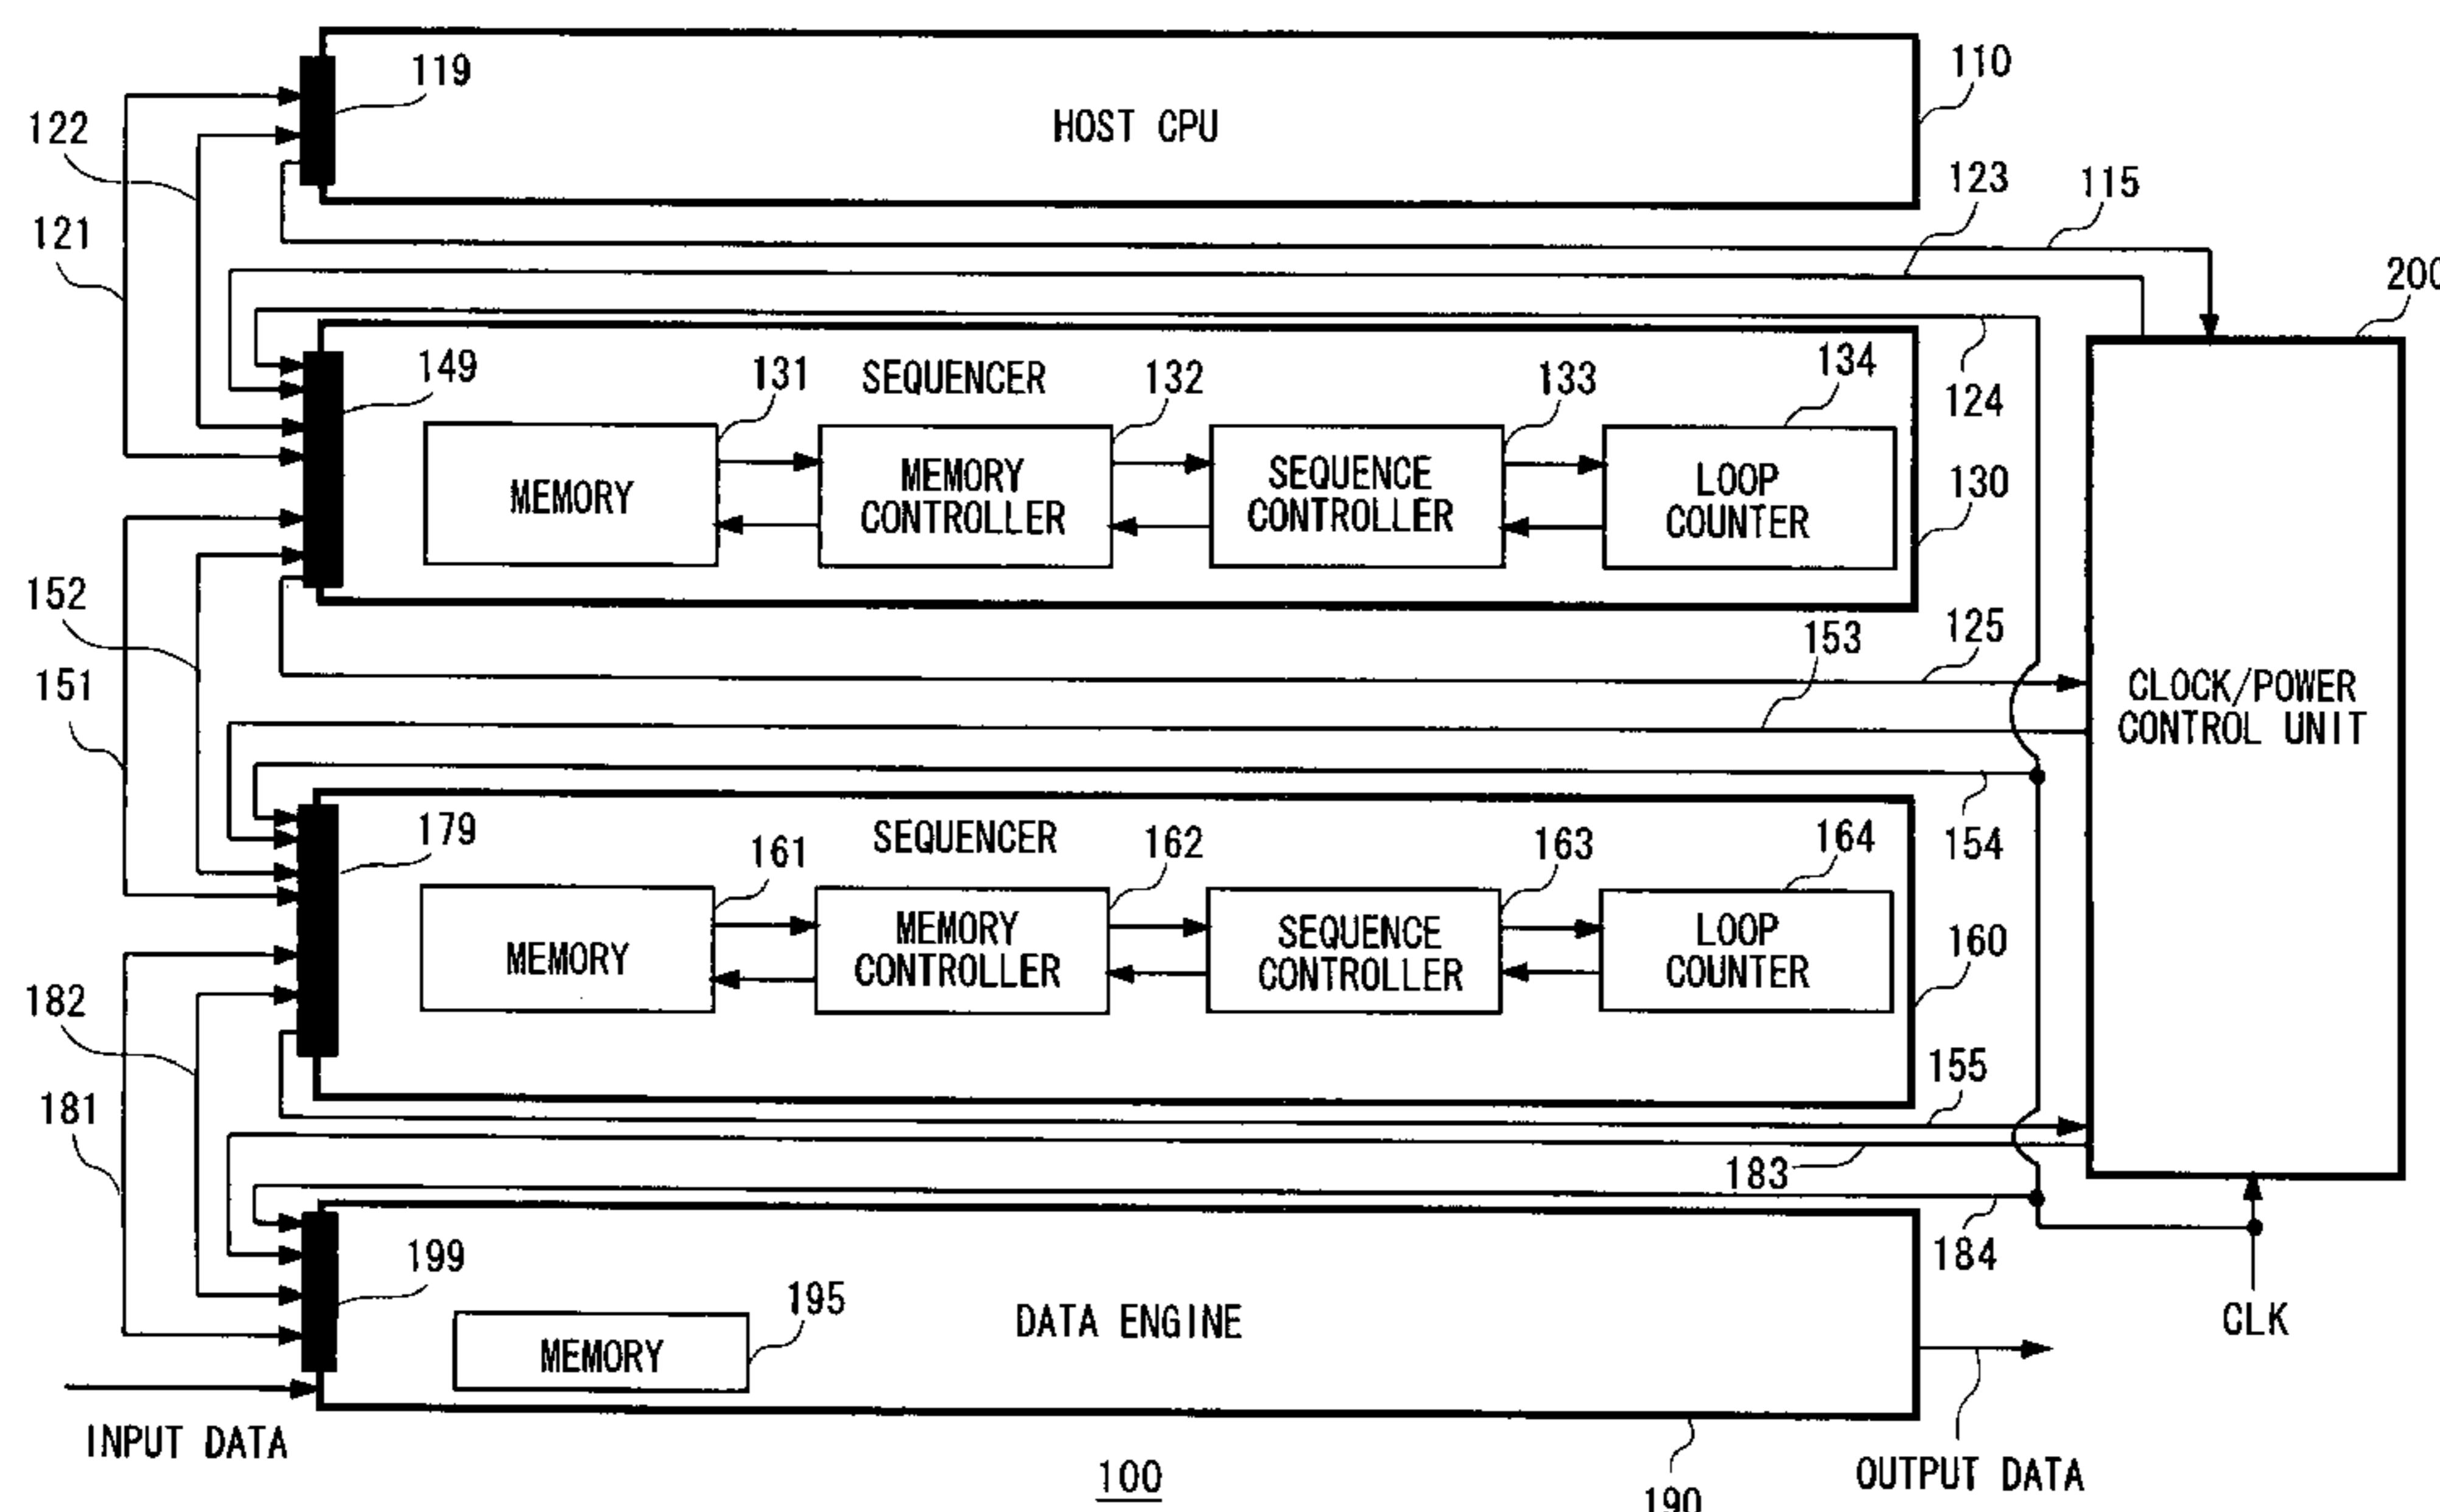 119
110
HOST CPU
122
123
115
121
200
149
SEQUENCER
131
132
133
134
124
MEMORY
MEMORY
CONTROLLER
SEQUENCE
CONTROLLER
LOOP
COUNTER
130
152
153
125
151
CLOCK/POWER
CONTROL UNIT
179
SEQUENCER
161
162
163
164
154
MEMORY
MEMORY
CONTROLLER
SEQUENCE
CONTROLLER
LOOP
COUNTER
160
182
155
181
183
184
199
195
MEMORY
DATA ENGINE
CLK
INPUT DATA
100
190
OUTPUT DATA